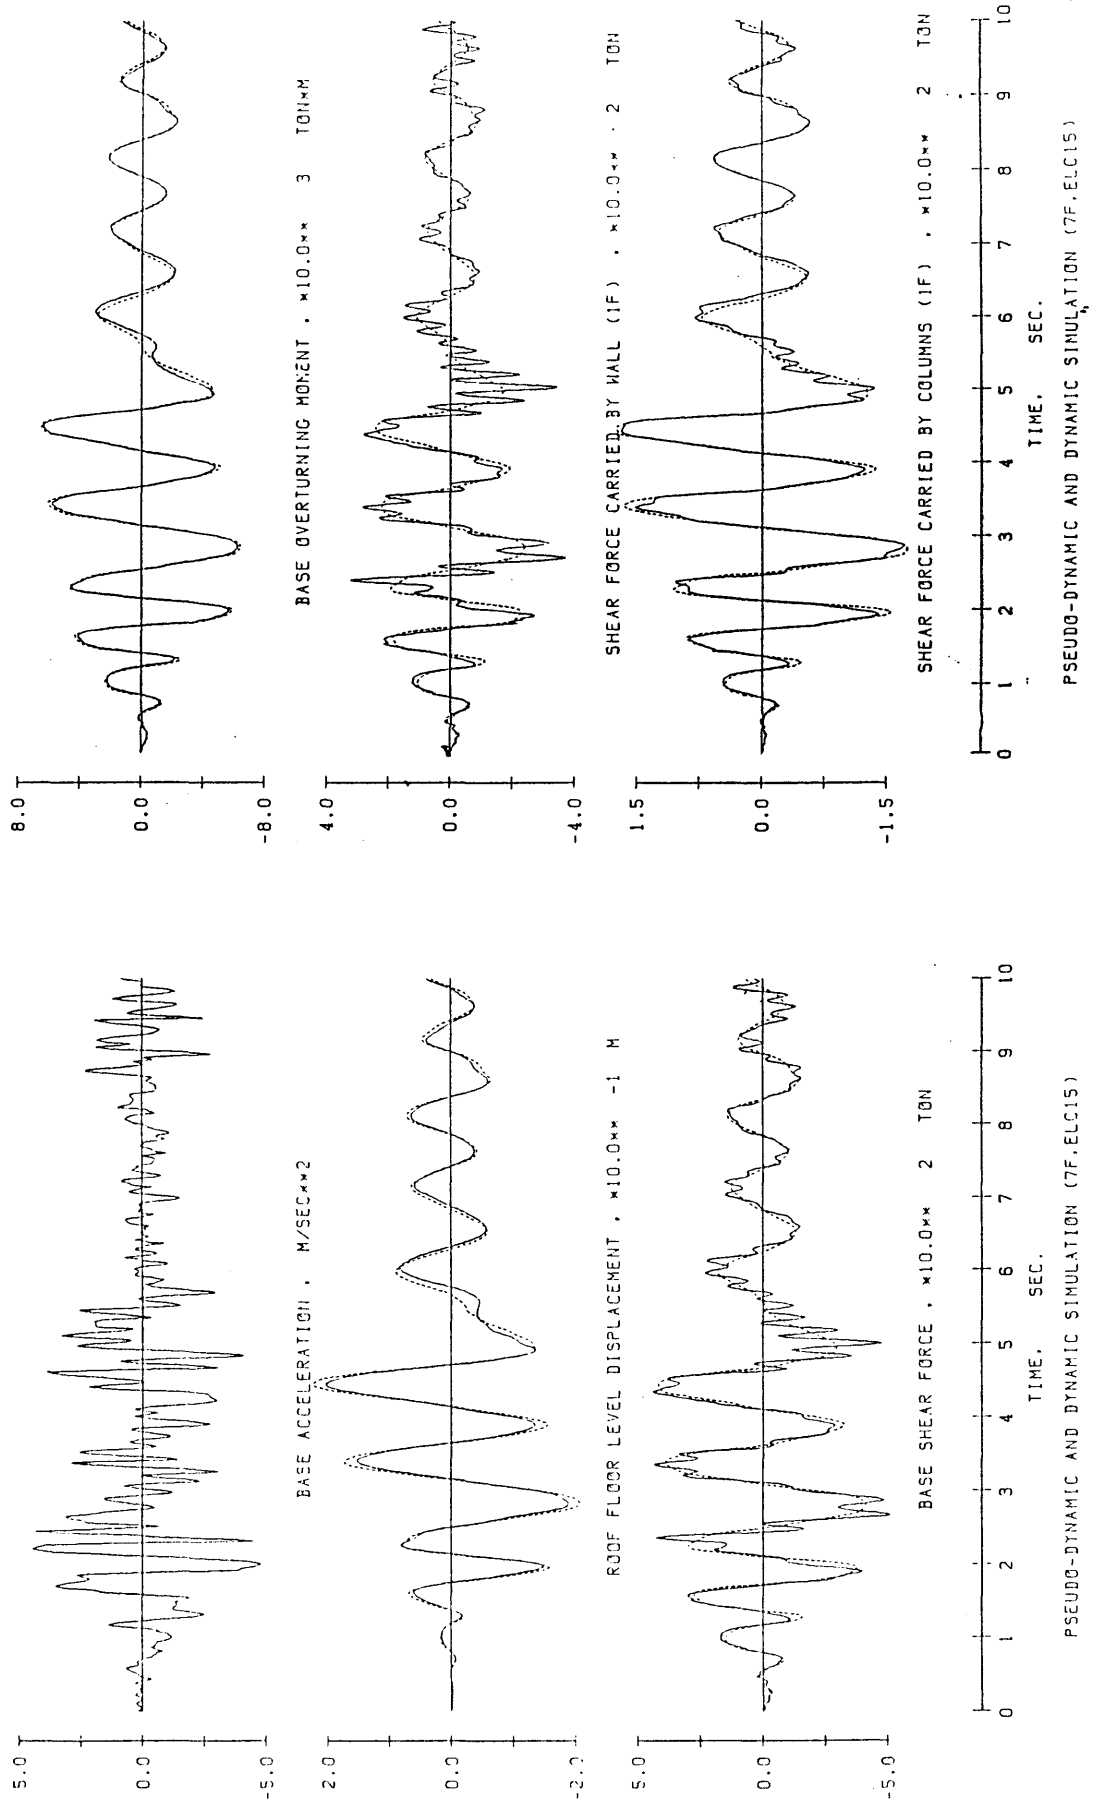 5.0
0.0
-5.0
BASE ACCELERATION , M/SEC**2
2.0
0.0
-2.0
ROOF FLOOR LEVEL DISPLACEMENT , *10.0** -1 M
5.0
0.0
-5.0
BASE SHEAR FORCE , *10.0** 2 TON
0 1 2 3 4 5 6 7 8 9 10
TIME, SEC.
PSEUDO-DYNAMIC AND DYNAMIC SIMULATION (7F.ELC15)
8.0
0.0
-8.0
BASE OVERTURNING MOMENT , *10.0** 3 TON*M
4.0
0.0
-4.0
SHEAR FORCE CARRIED BY WALL (1F) , *10.0** 2 TON
1.5
0.0
-1.5
SHEAR FORCE CARRIED BY COLUMNS (1F) , *10.0** 2 TON
0 1 2 3 4 5 6 7 8 9 10
TIME, SEC.
PSEUDO-DYNAMIC AND DYNAMIC SIMULATION (7F.ELC15)